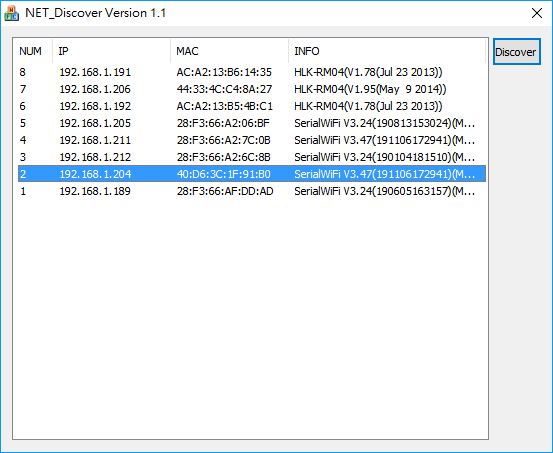 NET_Discover Version 1.1
NUM IP MAC INFO Discover
8 192.168.1.191 AC:A2:13:B6:14:35 HLK-RM04(V1.78(Jul 23 2013))
7 192.168.1.206 44:33:4C:C4:8A:27 HLK-RM04(V1.95(May  9 2014))
6 192.168.1.192 AC:A2:13:B5:4B:C1 HLK-RM04(V1.78(Jul 23 2013))
5 192.168.1.205 28:F3:66:A2:06:BF SerialWiFi V3.24(190813153024)(M...
4 192.168.1.211 28:F3:66:A2:7C:0B SerialWiFi V3.47(191106172941)(M...
3 192.168.1.212 28:F3:66:A2:6C:8B SerialWiFi V3.24(190104181510)(M...
2 192.168.1.204 40:D6:3C:1F:91:B0 SerialWiFi V3.47(191106172941)(M...
1 192.168.1.189 28:F3:66:AF:DD:AD SerialWiFi V3.24(190605163157)(M...